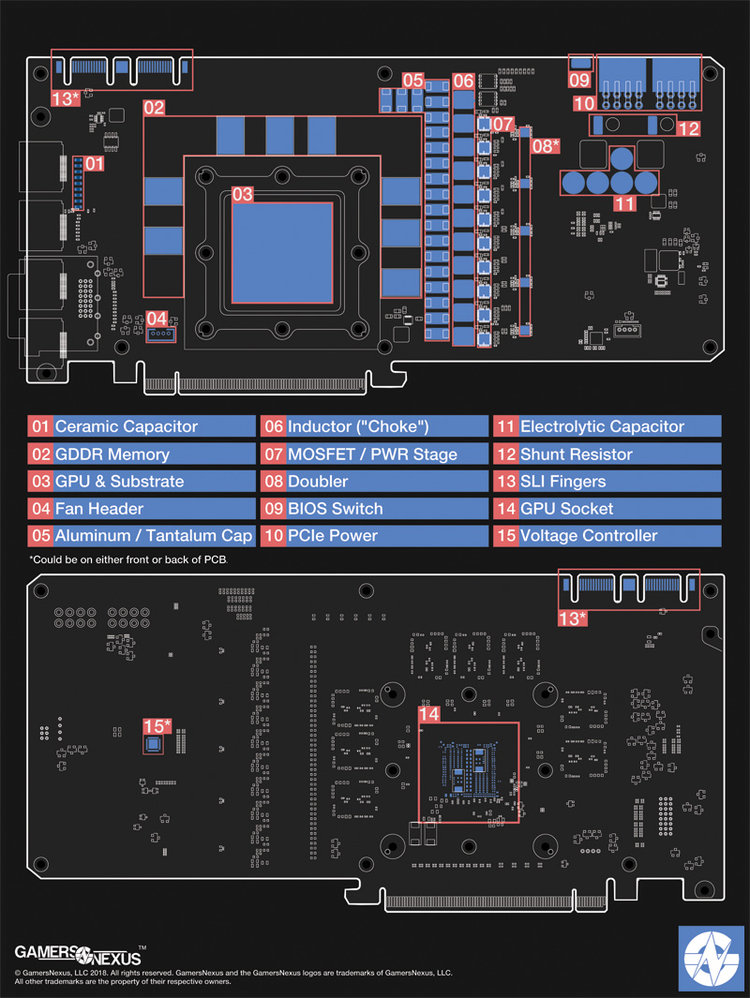 13*
05
06
09
02
10
07
12
08*
01
03
11
04
01 Ceramic Capacitor
02 GDDR Memory
03 GPU & Substrate
04 Fan Header
05 Aluminum / Tantalum Cap
06 Inductor ("Choke")
07 MOSFET / PWR Stage
08 Doubler
09 BIOS Switch
10 PCIe Power
11 Electrolytic Capacitor
12 Shunt Resistor
13 SLI Fingers
14 GPU Socket
15 Voltage Controller
*Could be on either front or back of PCB.
13*
14
15*
GAMERS NEXUS ™
© GamersNexus, LLC 2018. All rights reserved. GamersNexus and the GamersNexus logos are trademarks of GamersNexus, LLC.
All other trademarks are the property of their respective owners.